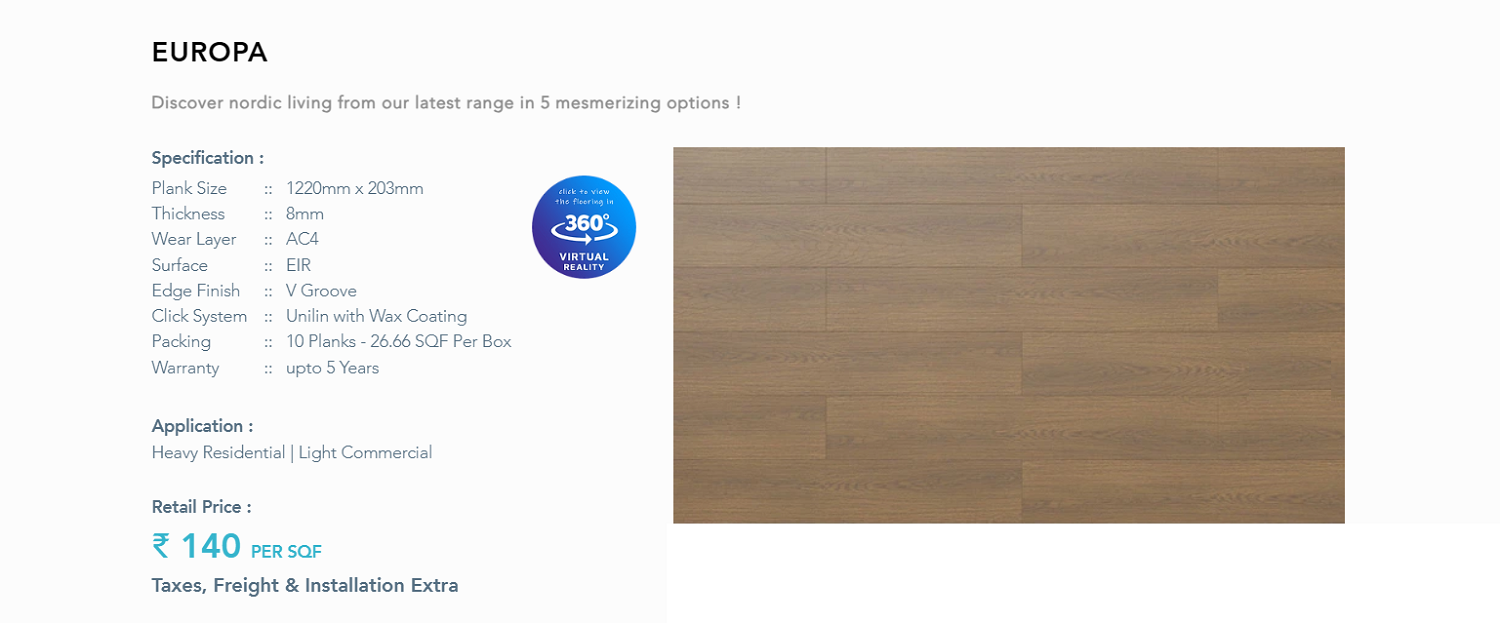 EUROPA
Discover nordic living from our latest range in 5 mesmerizing options !
Specification :
Plank Size :: 1220mm x 203mm
Thickness :: 8mm
Wear Layer :: AC4
Surface :: EIR
Edge Finish :: V Groove
Click System :: Unilin with Wax Coating
Packing :: 10 Planks - 26.66 SQF Per Box
Warranty :: upto 5 Years
click to view
the flooring in
360°
VIRTUAL
REALITY
Application :
Heavy Residential | Light Commercial
Retail Price :
₹ 140 PER SQF
Taxes, Freight & Installation Extra